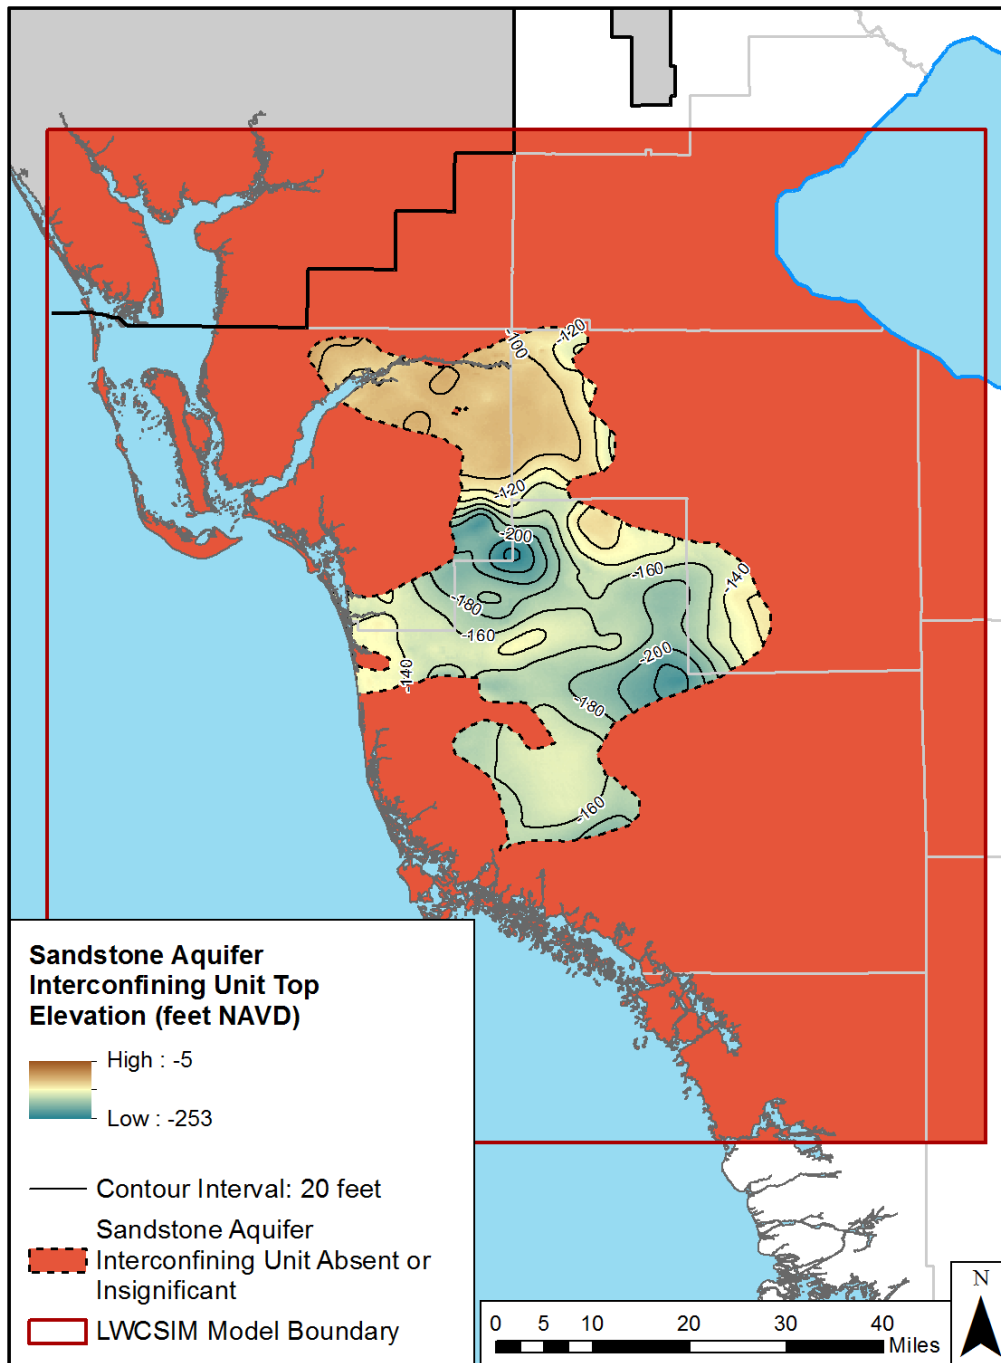 -120
-100
-120
-200
-160
-140
-180
-160
-200
-140
-180
-160
Sandstone Aquifer
Interconfining Unit Top
Elevation (feet NAVD)
High : -5
Low : -253
Contour Interval: 20 feet
Sandstone Aquifer
Interconfining Unit Absent or
Insignificant
LWCSIM Model Boundary
N
0 5 10 20 30 40
Miles